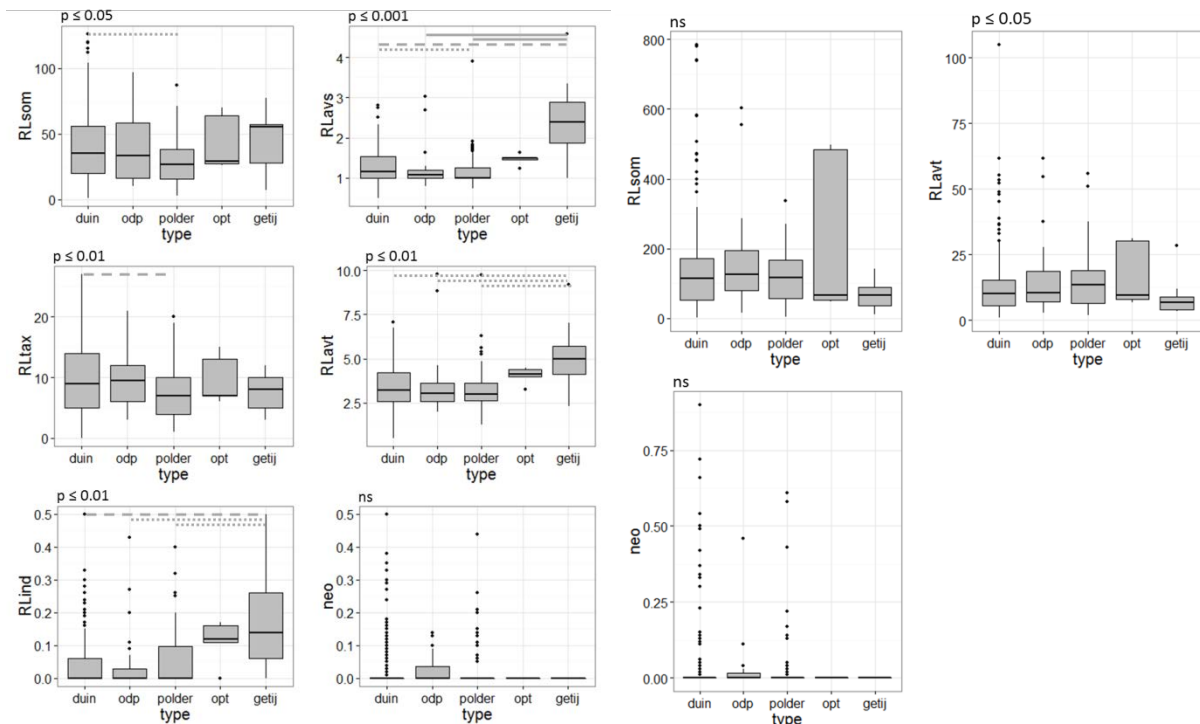 p ≤ 0.05
RLsom
100
50
0
duin odp polder opt getij
type
p ≤ 0.001
RLavs
4
3
2
1
duin odp polder opt getij
type
ns
RLsom
800
600
400
200
0
duin odp polder opt getij
type
p ≤ 0.05
RLavt
100
75
50
25
0
duin odp polder opt getij
type
p ≤ 0.01
RLtax
20
10
0
duin odp polder opt getij
type
p ≤ 0.01
RLavt
10.0
7.5
5.0
2.5
duin odp polder opt getij
type
p ≤ 0.01
RLind
0.5
0.4
0.3
0.2
0.1
0.0
duin odp polder opt getij
type
ns
neo
0.5
0.4
0.3
0.2
0.1
0.0
duin odp polder opt getij
type
ns
neo
0.75
0.50
0.25
0.00
duin odp polder opt getij
type